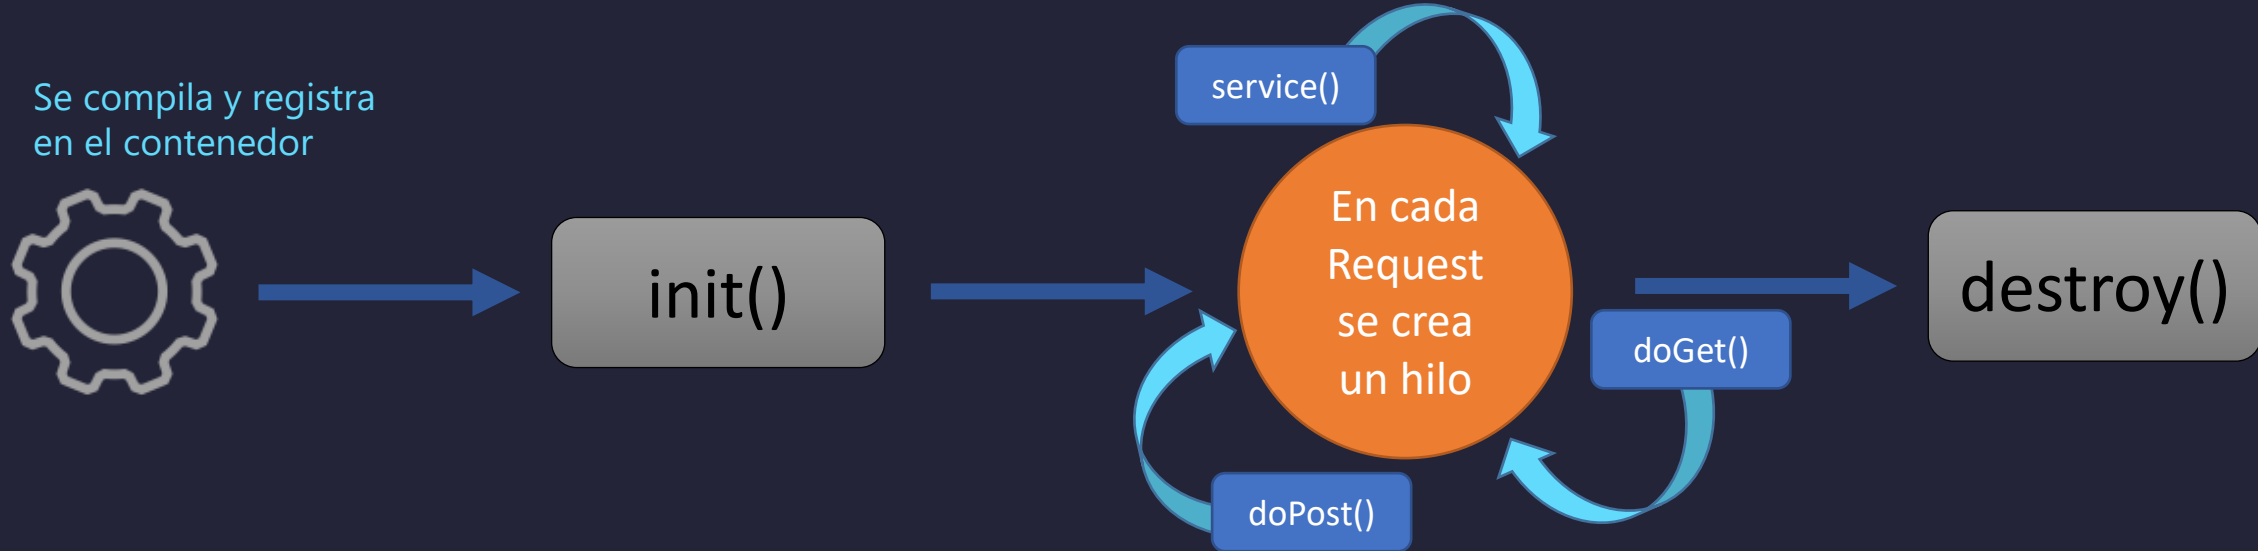 Se compila y registra
en el contenedor
init()
service()
En cada
Request
se crea
un hilo
doGet()
doPost()
destroy()